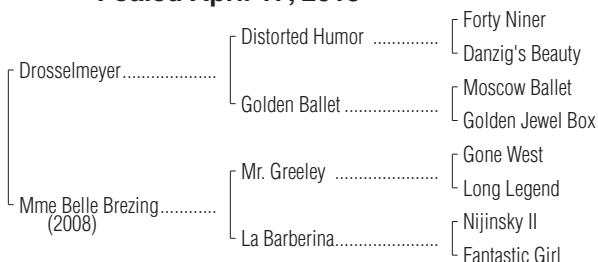 Foaled April
Forty Niner
Distorted Humor ..............
Danzig's Beauty
Drosselmeyer....................
Moscow Ballet
Golden Ballet ....................
Golden Jewel Box
Gone West
Mr. Greeley ......................
Long Legend
Mme Belle Brezing............
(2008)
Nijinsky II
La Barberina......................
Fantastic Girl